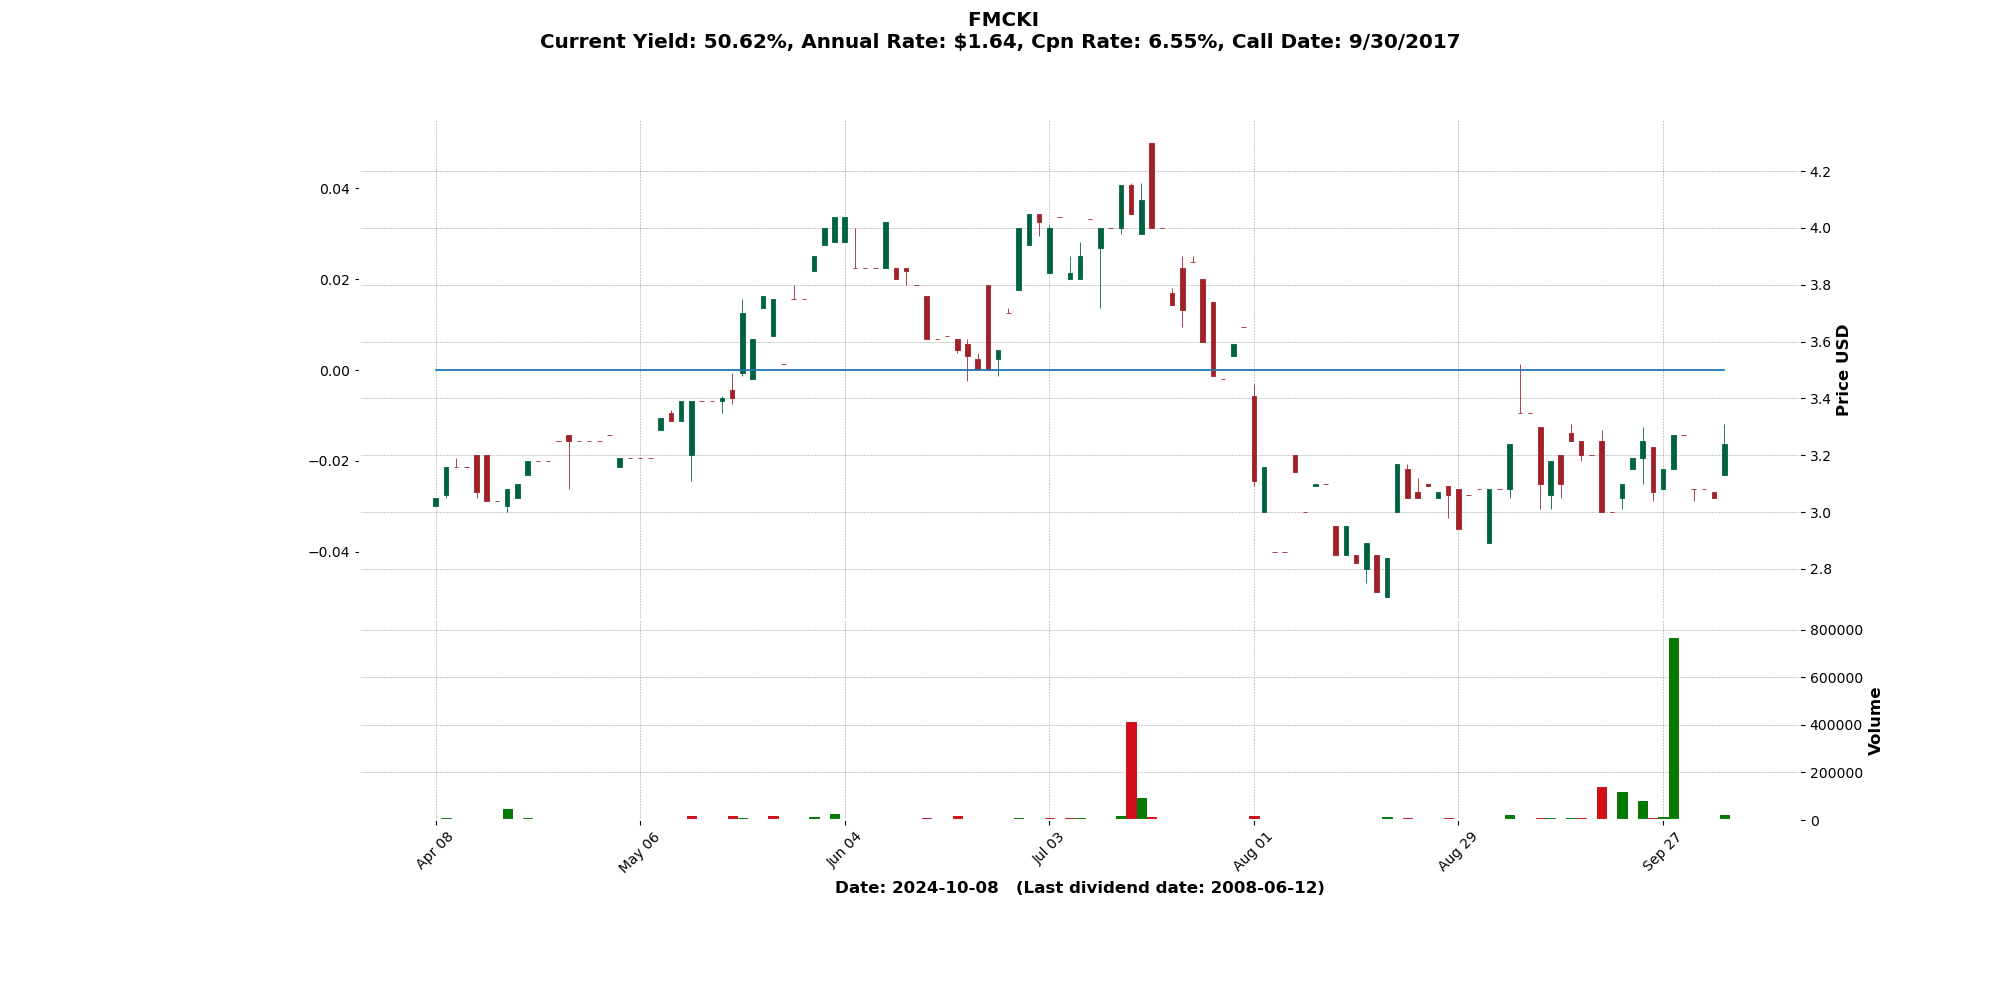 FMCKI
Current Yield: 50.62%, Annual Rate: $1.64, Cpn Rate: 6.55%, Call Date: 9/30/2017
0.04
0.02
0.00
−0.02
−0.04
4.2
4.0
3.8
3.6
3.4
3.2
3.0
2.8
Price USD
800000
600000
400000
200000
0
Volume
Apr 08
May 06
Jun 04
Jul 03
Aug 01
Aug 29
Sep 27
Date: 2024-10-08 (Last dividend date: 2008-06-12)